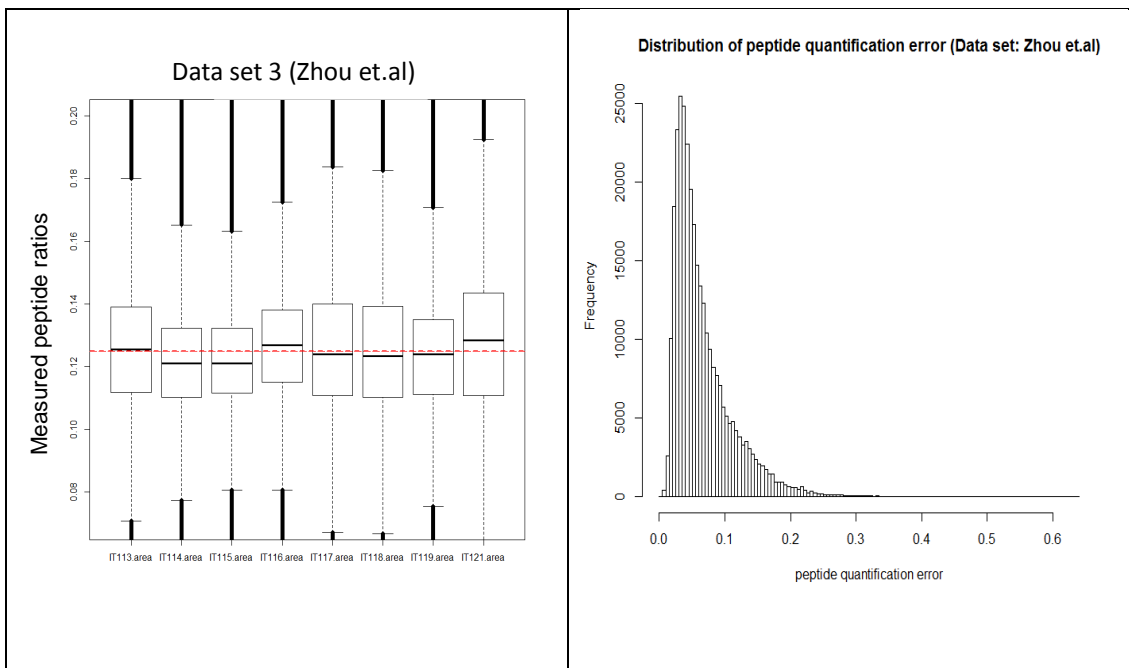 Data set 3 (Zhou et.al)
Measured peptide ratios
0.20
0.18
0.16
0.14
0.12
0.10
0.08
IT113.area IT114.area IT115.area IT116.area IT117.area IT118.area IT119.area IT121.area
Distribution of peptide quantification error (Data set: Zhou et.al)
Frequency
25000
20000
15000
10000
5000
0
0.0 0.1 0.2 0.3 0.4 0.5 0.6
peptide quantification error